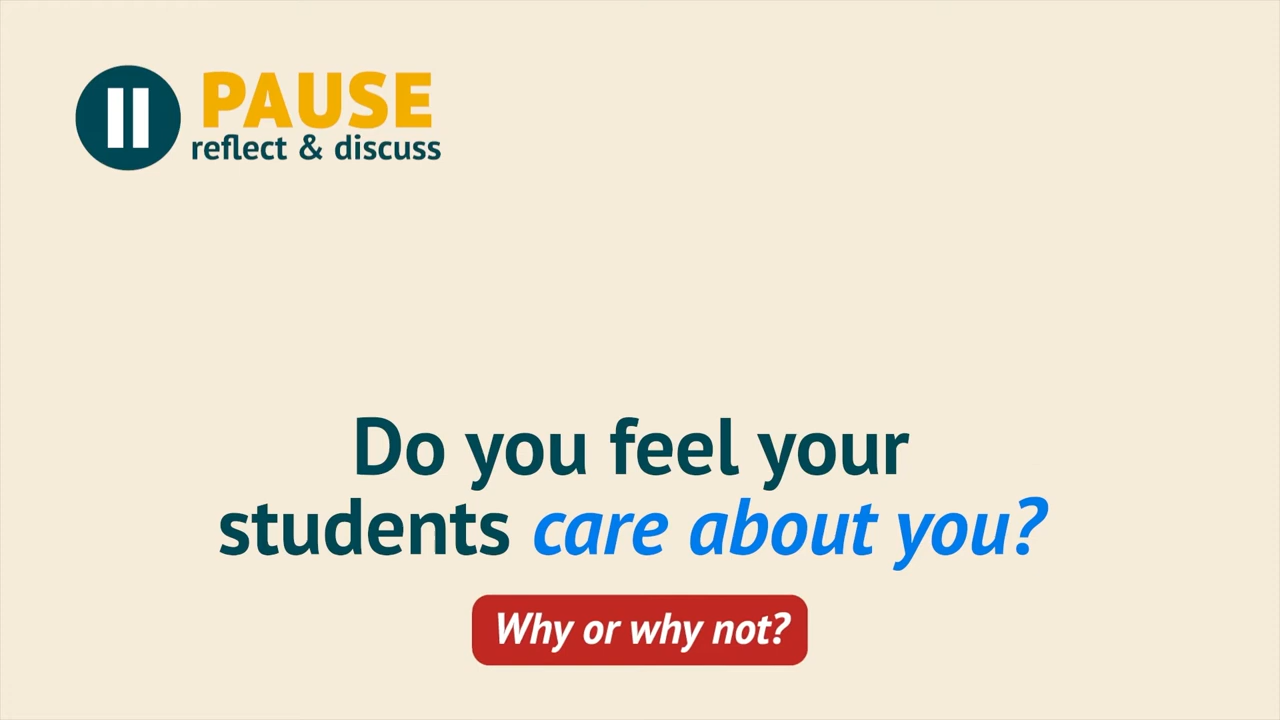 PAUSE
reflect & discuss
Do you feel your
students care about you?
Why or why not?